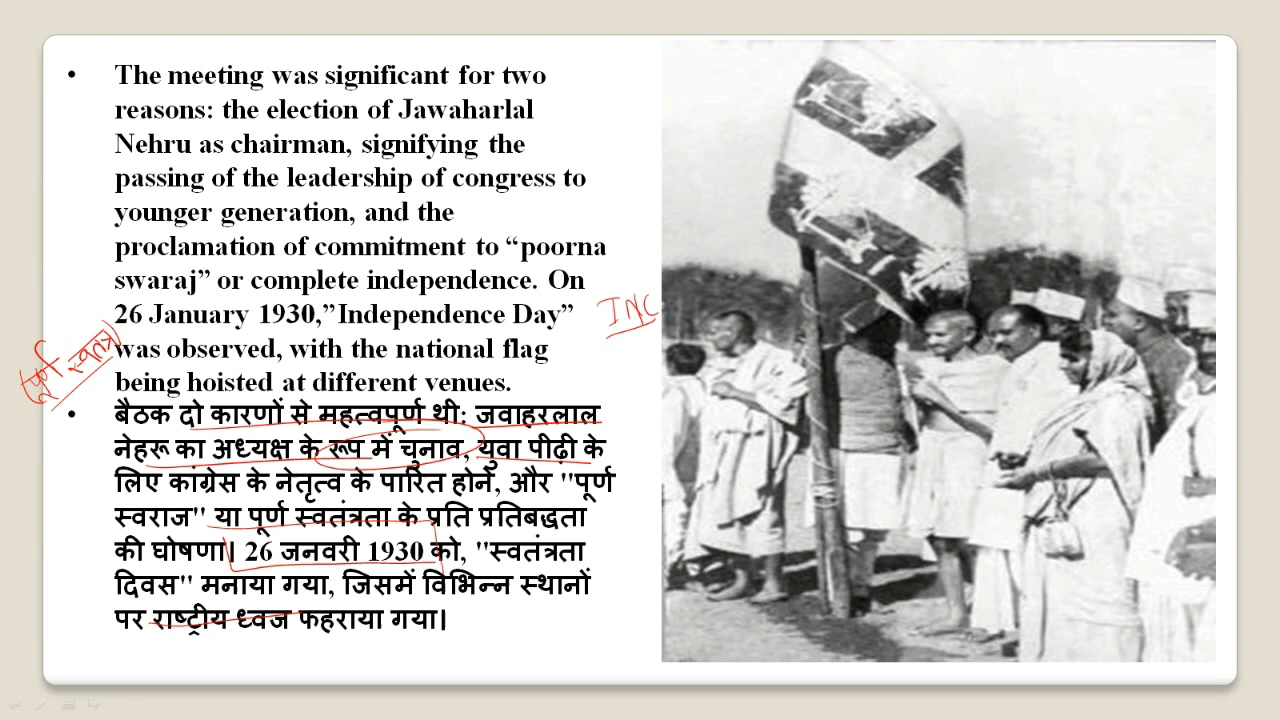 • The meeting was significant for two
reasons: the election of Jawaharlal
Nehru as chairman, signifying the
passing of the leadership of congress to
younger generation, and the
proclamation of commitment to “poorna
swaraj” or complete independence. On
26 January 1930,”Independence Day”
INC
was observed, with the national flag
पूर्ण स्वतंत्रता
being hoisted at different venues.
• बैठक दो कारणों से महत्वपूर्ण थी: जवाहरलाल
नेहरू का अध्यक्ष के रूप में चुनाव, युवा पीढ़ी के
लिए कांग्रेस के नेतृत्व के पारित होने, और "पूर्ण
स्वराज" या पूर्ण स्वतंत्रता के प्रति प्रतिबद्धता
की घोषणा। 26 जनवरी 1930 को, "स्वतंत्रता
दिवस" मनाया गया, जिसमें विभिन्न स्थानों
पर राष्ट्रीय ध्वज फहराया गया।